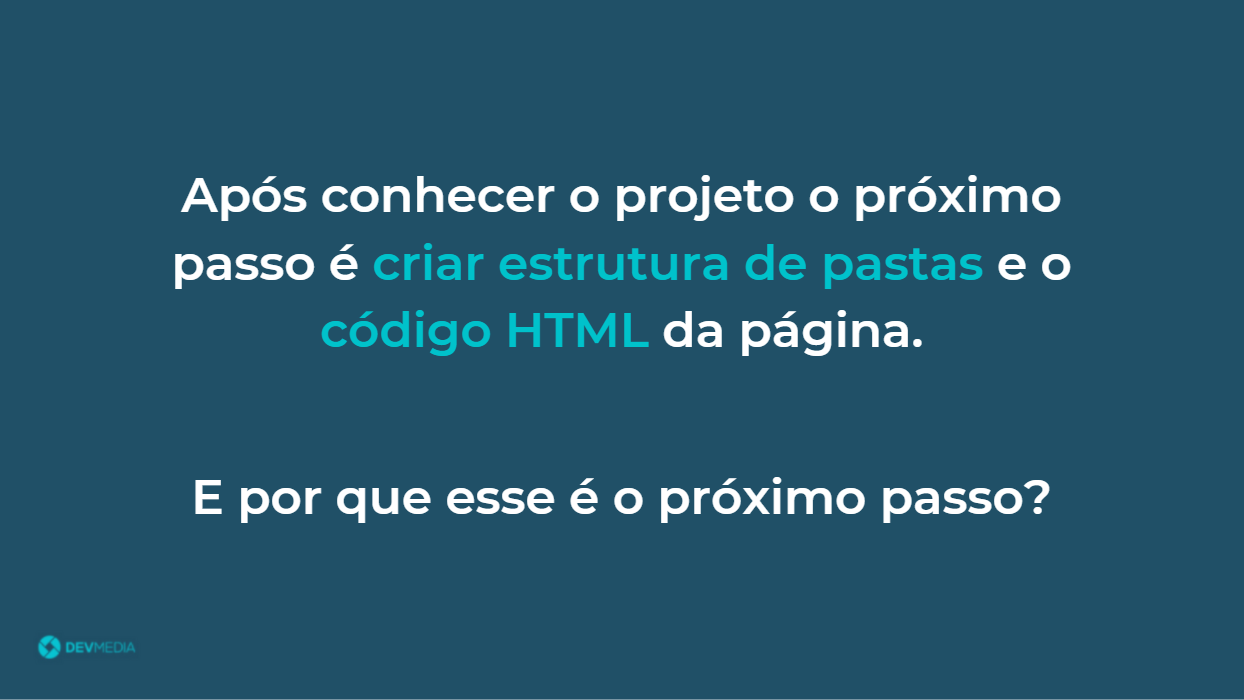 Após conhecer o projeto o próximo
passo é criar estrutura de pastas e o
código HTML da página.
E por que esse é o próximo passo?
DEVMEDIA